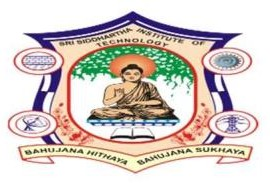 SRI SIDDHARTHA INSTITUTE OF
TECHNOLOGY
BAHUJANA HITHAYA BAHUJANA SUKHAYA